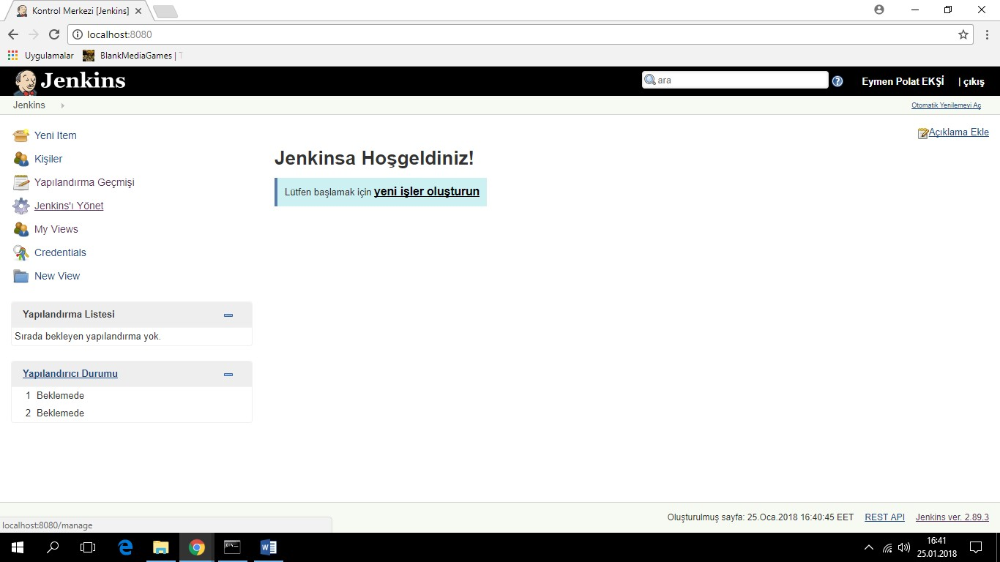 Kontrol Merkezi [Jenkins]
localhost:8080
Uygulamalar
BlankMediaGames |
Jenkins
ara
Eymen Polat EKŞİ
| çıkış
Jenkins
Otomatik Yenilemeyi Aç
Yeni Item
Kişiler
Yapılandırma Geçmişi
Jenkins'ı Yönet
My Views
Credentials
New View
Açıklama Ekle
Jenkinsa Hoşgeldiniz!
Lütfen başlamak için yeni işler oluşturun
Yapılandırma Listesi
Sırada bekleyen yapılandırma yok.
Yapılandırıcı Durumu
1 Beklemede
2 Beklemede
Oluşturulmuş sayfa: 25.Oca.2018 16:40:45 EET
REST API
Jenkins ver. 2.89.3
localhost:8080/manage
16:41
25.01.2018